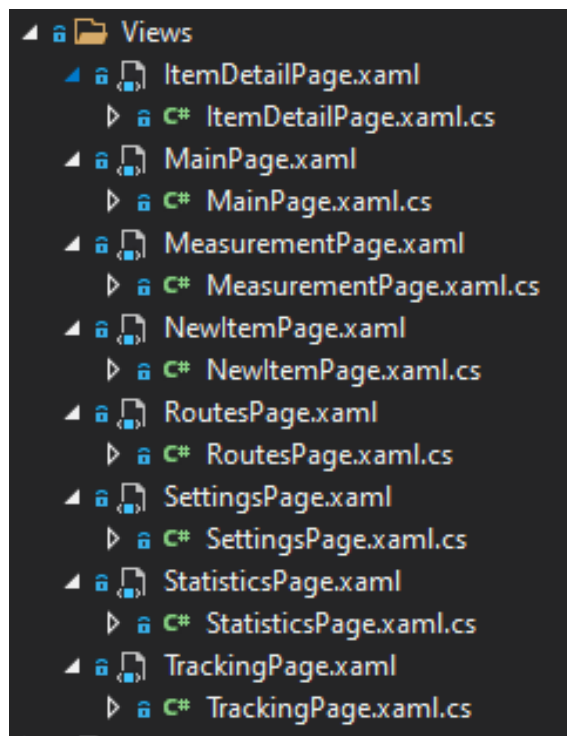 Views
ItemDetailPage.xaml
C# ItemDetailPage.xaml.cs
MainPage.xaml
C# MainPage.xaml.cs
MeasurementPage.xaml
C# MeasurementPage.xaml.cs
NewItemPage.xaml
C# NewItemPage.xaml.cs
RoutesPage.xaml
C# RoutesPage.xaml.cs
SettingsPage.xaml
C# SettingsPage.xaml.cs
StatisticsPage.xaml
C# StatisticsPage.xaml.cs
TrackingPage.xaml
C# TrackingPage.xaml.cs